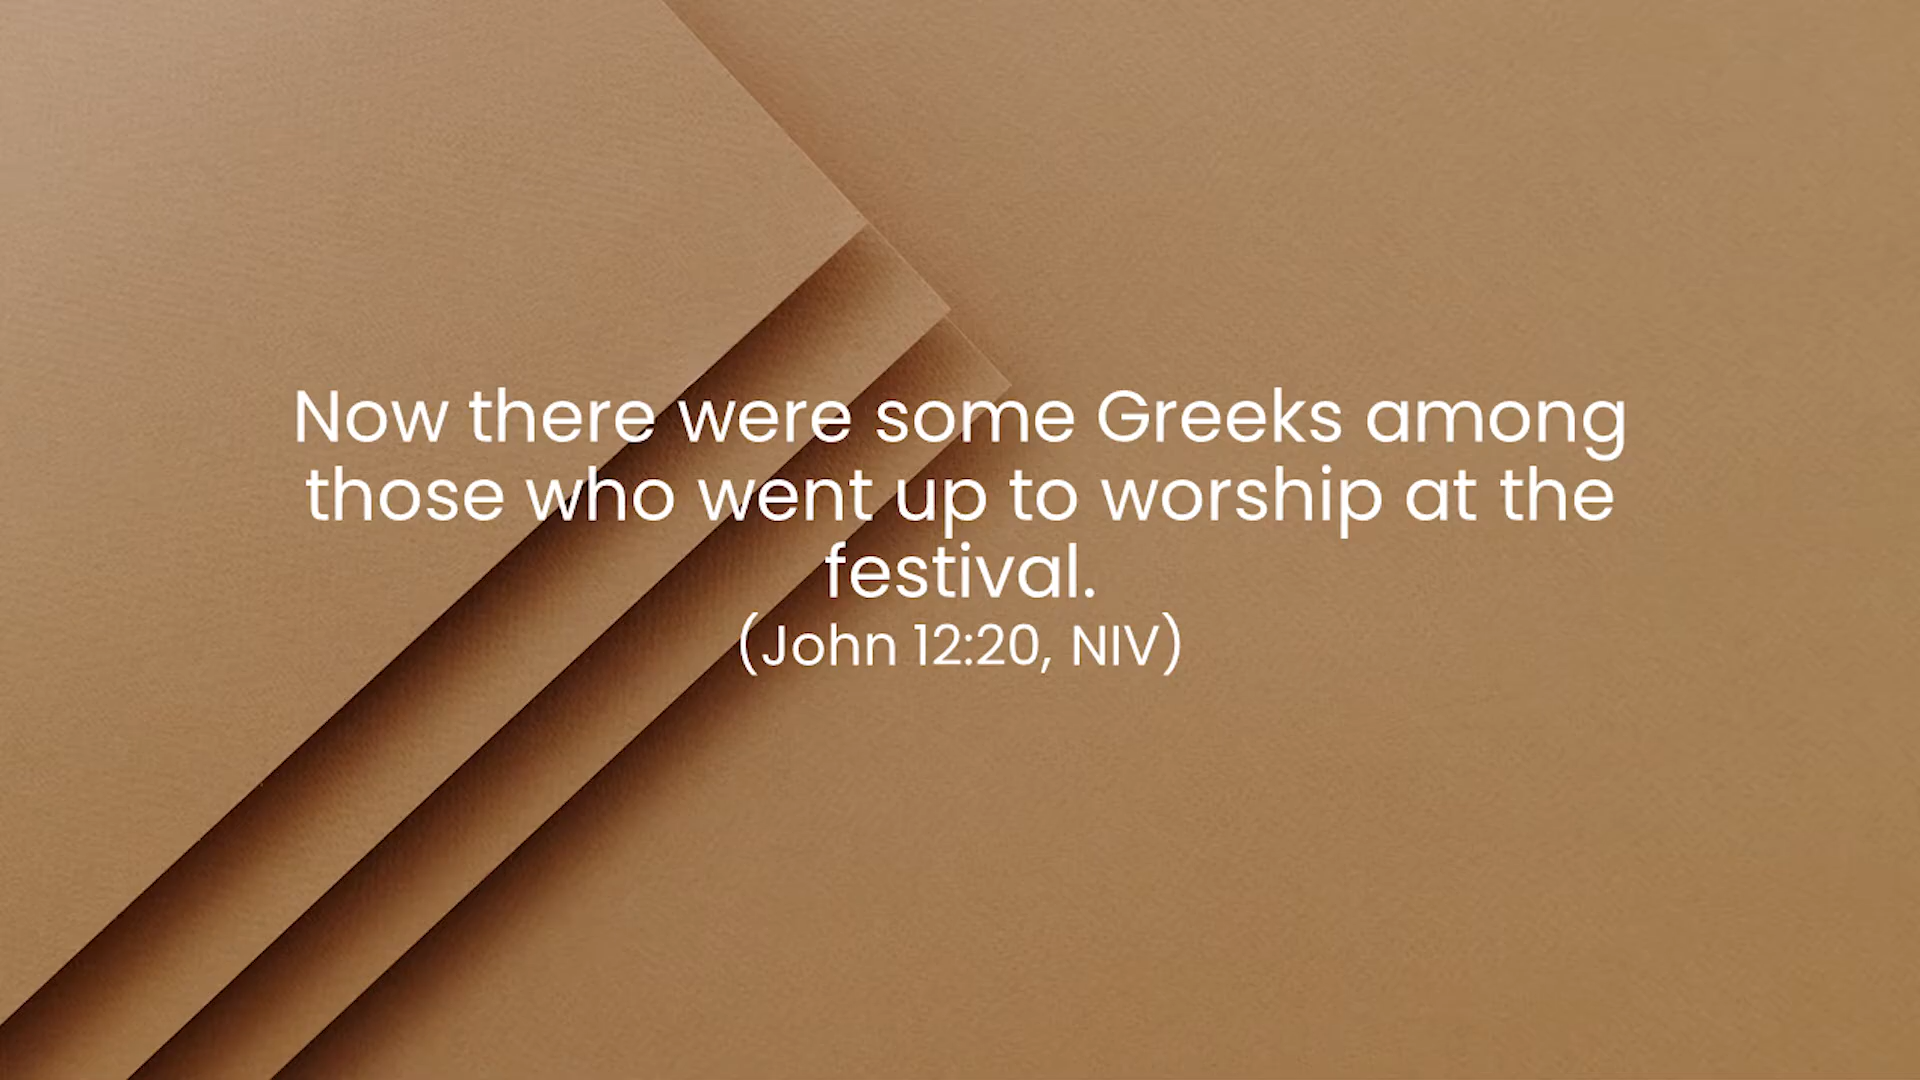 Now there were some Greeks among
those who went up to worship at the
festival.
(John 12:20, NIV)